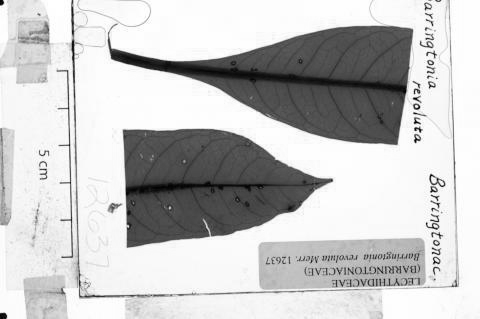 Barringtonia
revoluta
Barringtonac.
5 cm
12637
LECYTHIDACEAE
(BARRINGTONIACEAE)
Barringtonia revoluta Merr. 12637